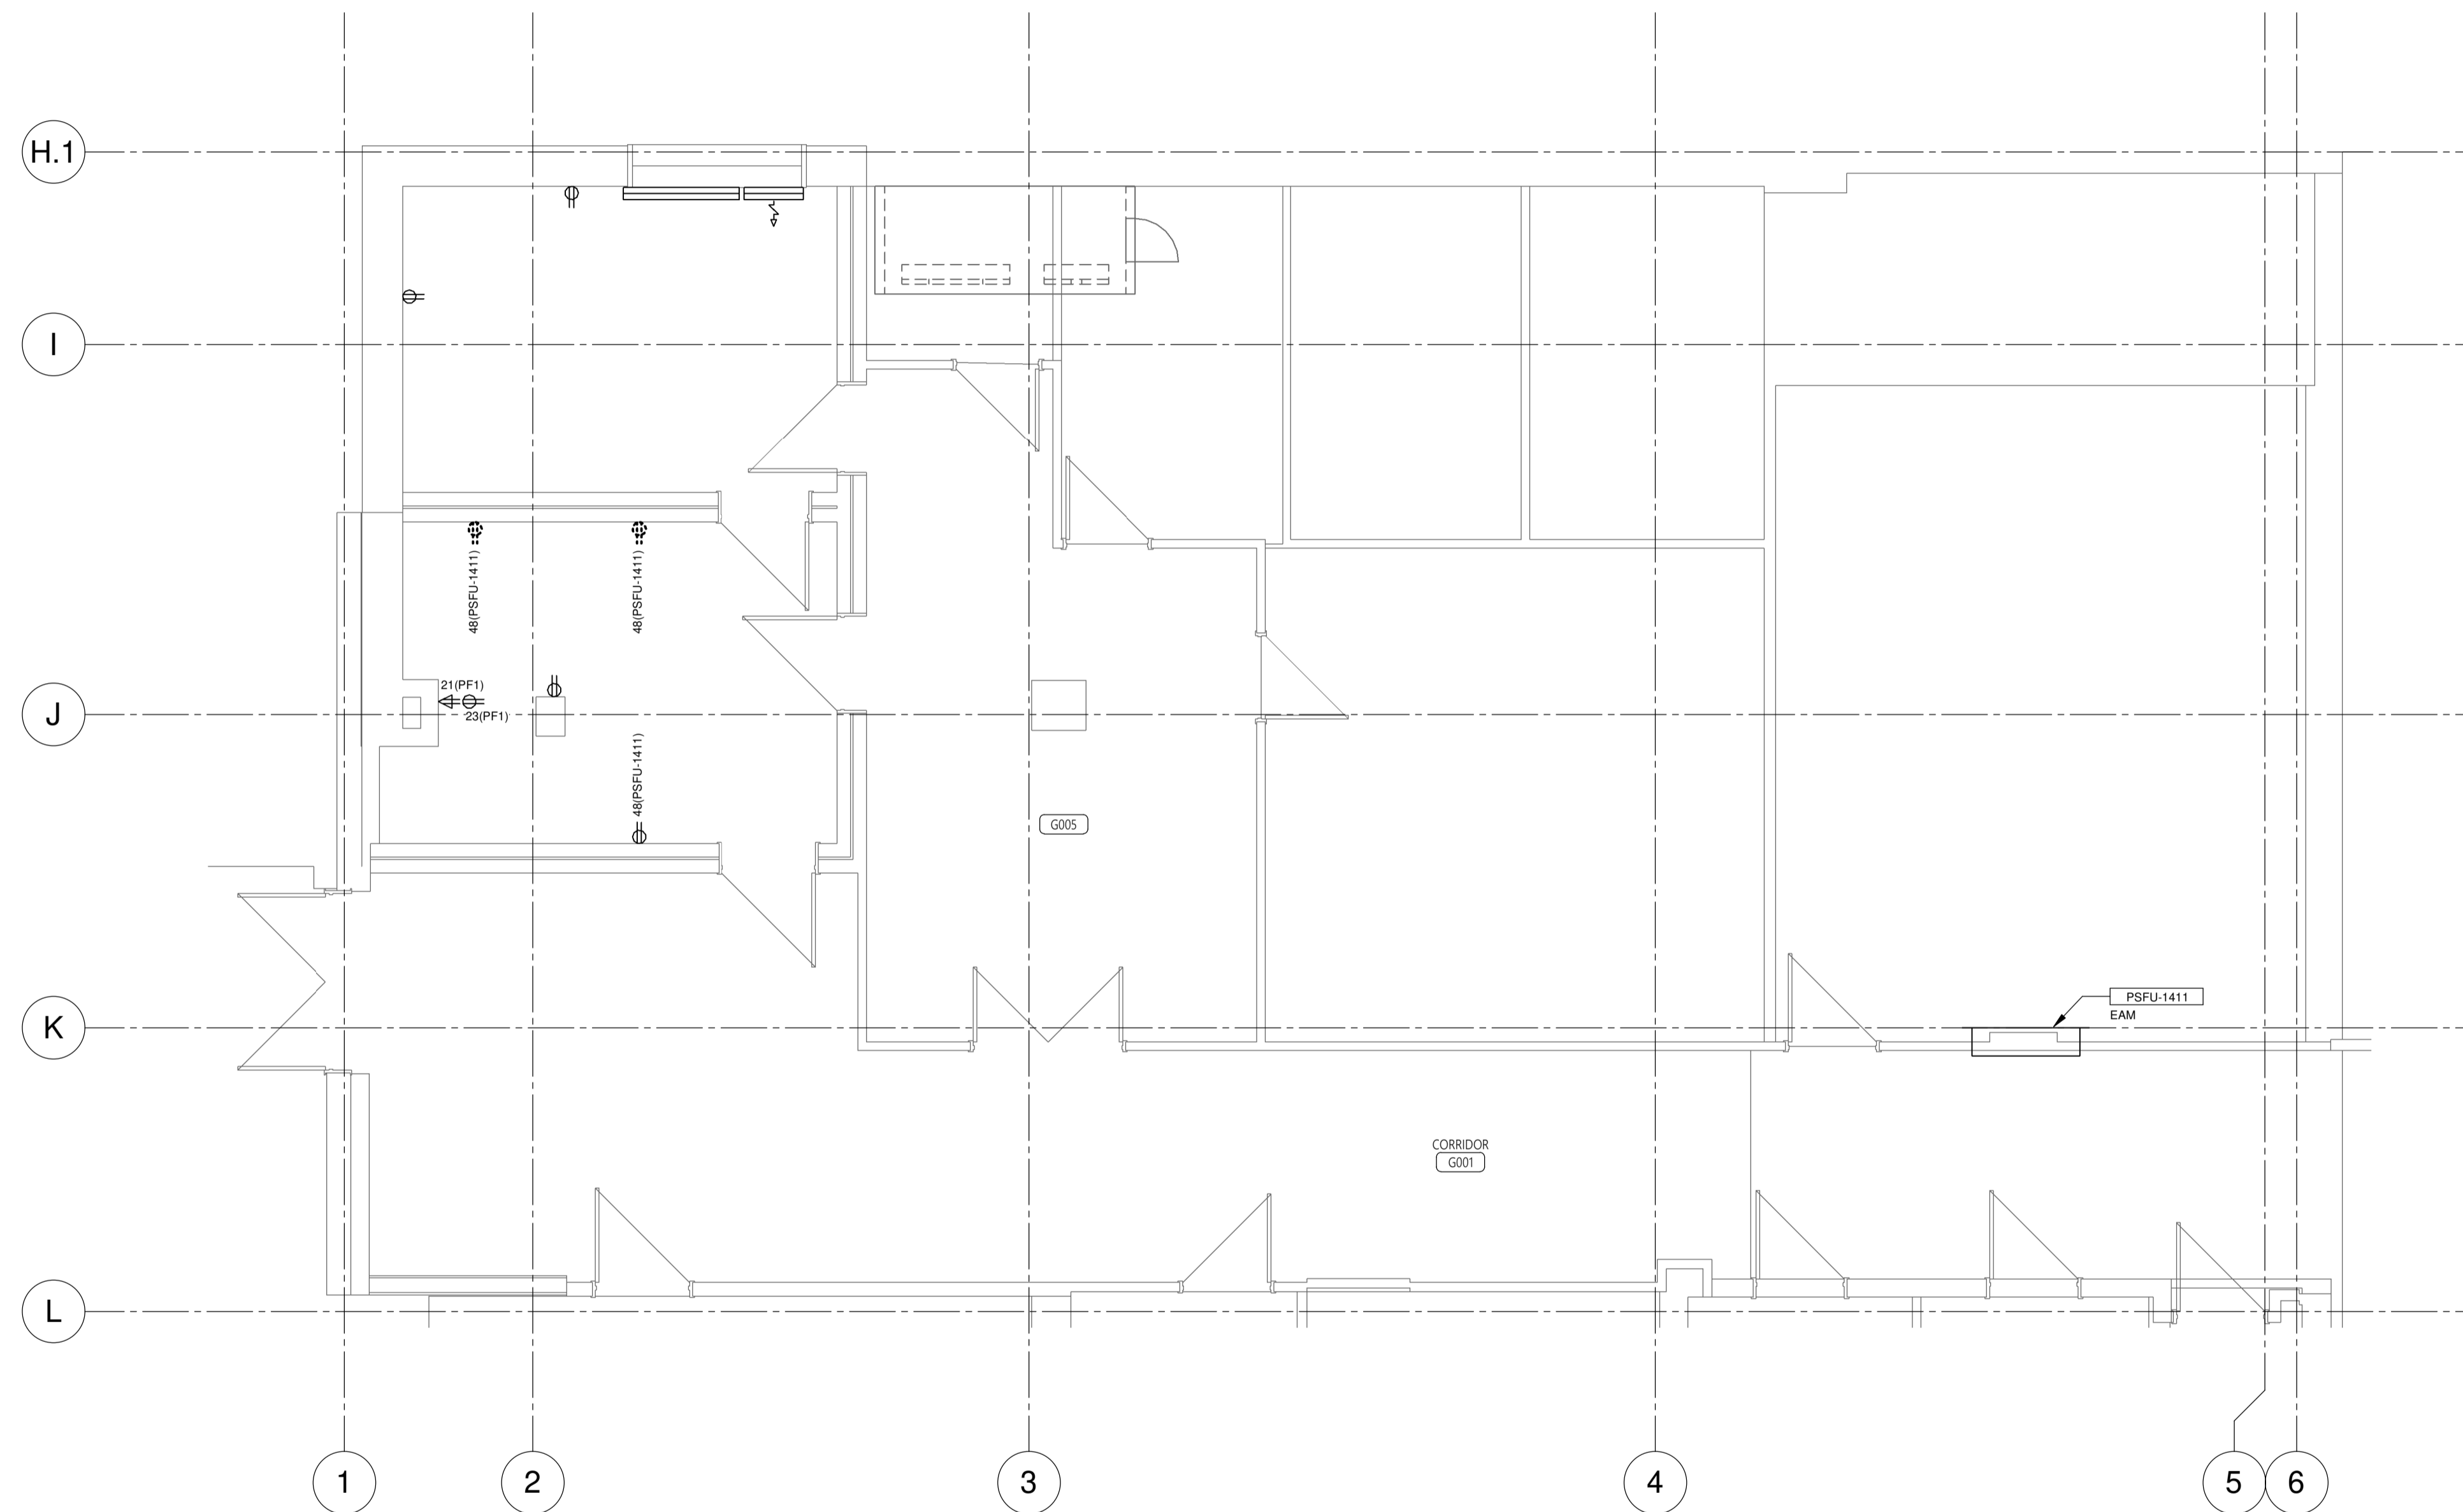 H.1
I
48(PSFU-1411)
48(PSFU-1411)
21(PF1)
J
23(PF1)
48(PSFU-1411)
G005
PSFU-1411
EAM
K
CORRIDOR
G001
L
1
2
3
4
5
6